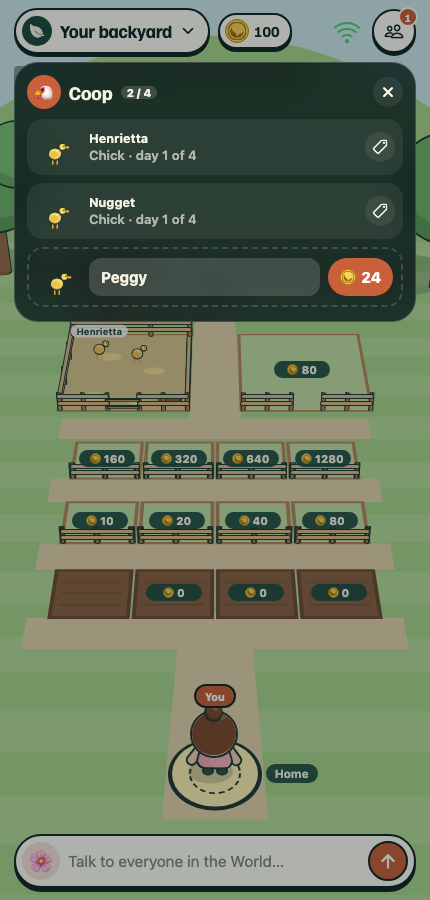 Your backyard
100
1
Coop 2 / 4
Henrietta
Chick · day 1 of 4
Nugget
Chick · day 1 of 4
Peggy 24
Henrietta
80
160 320 640 1280
10 20 40 80
0 0 0
You
Home
Talk to everyone in the World...